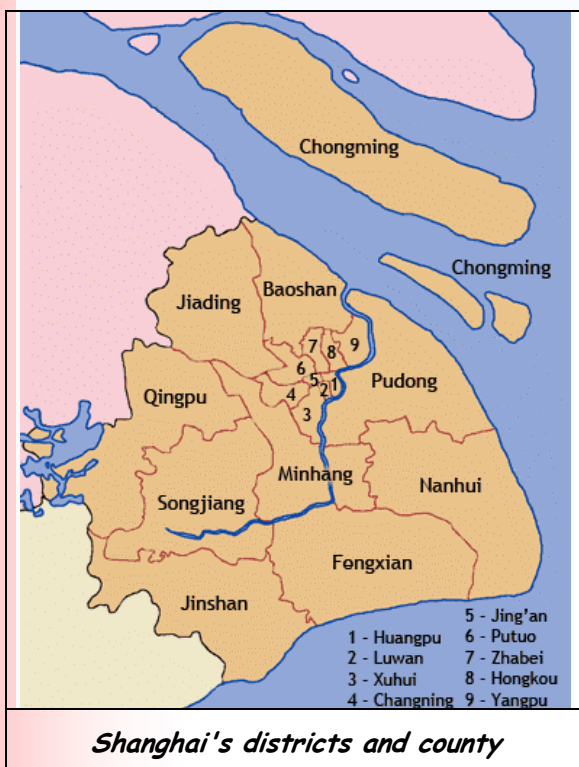 Chongming
Chongming
Baoshan
Jiading
7
8
9
6
5
1
Pudong
4
2
Qingpu
3
Minhang
Nanhui
Songjiang
Fengxian
Jinshan
1 - Huangpu
2 - Luwan
3 - Xuhui
4 - Changning
5 - Jing'an
6 - Putuo
7 - Zhabei
8 - Hongkou
9 - Yangpu
Shanghai's districts and county